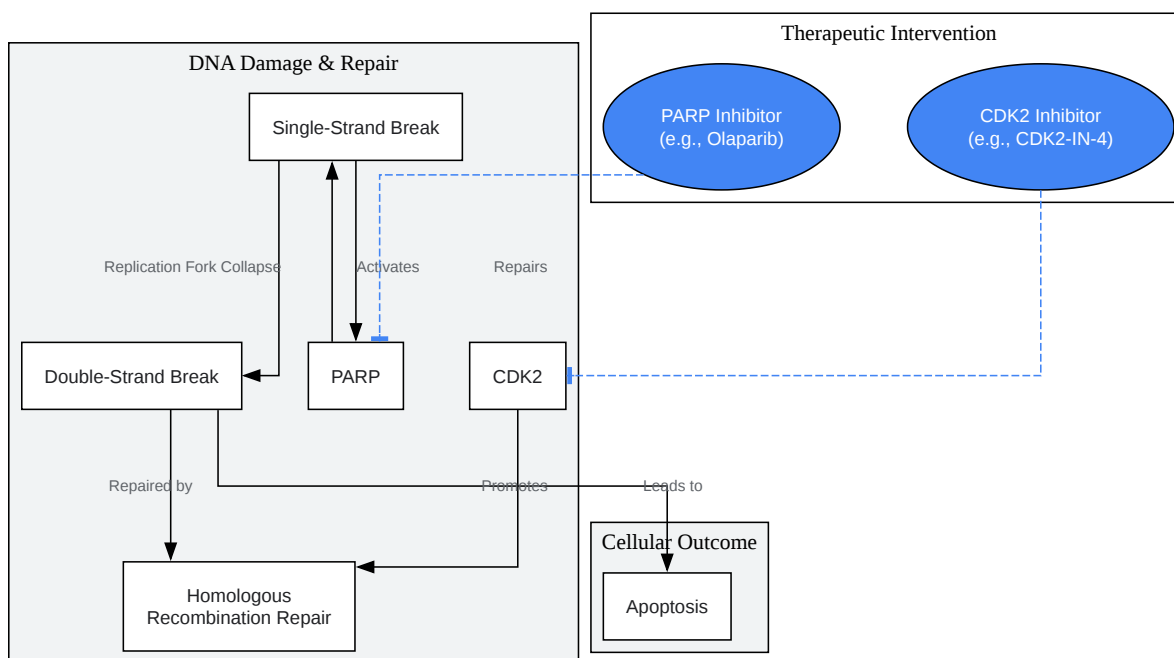 Therapeutic Intervention
DNA Damage & Repair
PARP Inhibitor
(e.g., Olaparib)
CDK2 Inhibitor
(e.g., CDK2-IN-4)
Single-Strand Break
Replication Fork Collapse
Activates
Repairs
Double-Strand Break
PARP
CDK2
Repaired by
Promotes
Leads to
Cellular Outcome
Homologous
Recombination Repair
Apoptosis